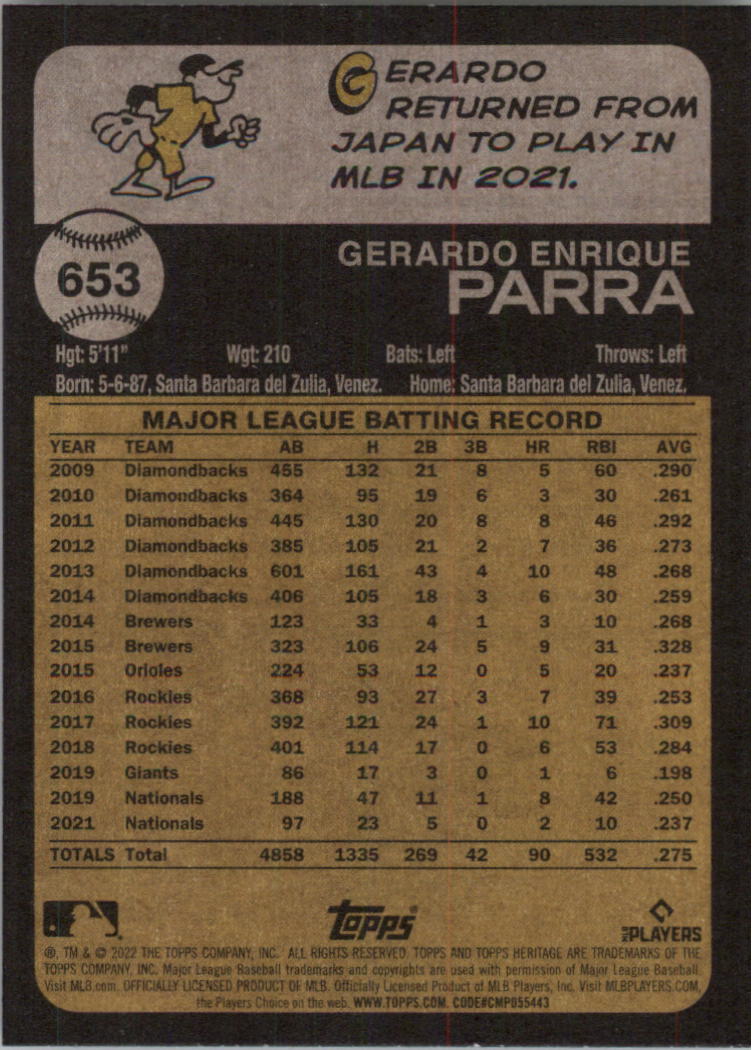 GERARDO
RETURNED FROM
JAPAN TO PLAY IN
MLB IN 2021.
653
GERARDO ENRIQUE
PARRA
Hgt: 5'11" Wgt: 210 Bats: Left Throws: Left
Born: 5-6-87, Santa Barbara del Zulia, Venez. Home: Santa Barbara del Zulia, Venez.
MAJOR LEAGUE BATTING RECORD
YEAR TEAM AB H 2B 3B HR RBI AVG
2009 Diamondbacks 455 132 21 8 5 60 .290
2010 Diamondbacks 364 95 19 6 3 30 .261
2011 Diamondbacks 445 130 20 8 8 46 .292
2012 Diamondbacks 385 105 21 2 7 36 .273
2013 Diamondbacks 601 161 43 4 10 48 .268
2014 Diamondbacks 406 105 18 3 6 30 .259
2014 Brewers 123 33 4 1 3 10 .268
2015 Brewers 323 106 24 5 9 31 .328
2015 Orioles 224 53 12 0 5 20 .237
2016 Rockies 368 93 27 3 7 39 .253
2017 Rockies 392 121 24 1 10 71 .309
2018 Rockies 401 114 17 0 6 53 .284
2019 Giants 86 17 3 0 1 6 .198
2019 Nationals 188 47 11 1 8 42 .250
2021 Nationals 97 23 5 0 2 10 .237
TOTALS Total 4858 1335 269 42 90 532 .275
Topps
MLB PLAYERS
®, TM & © 2022 THE TOPPS COMPANY, INC. ALL RIGHTS RESERVED. TOPPS AND TOPPS HERITAGE ARE TRADEMARKS OF THE
TOPPS COMPANY, INC. Major League Baseball trademarks and copyrights are used with permission of Major League Baseball.
Visit MLB.com. OFFICIALLY LICENSED PRODUCT OF MLB. Officially Licensed Product of MLB Players, Inc. Visit MLBPLAYERS.COM,
the Players Choice on the web. WWW.TOPPS.COM. CODE#CMP055443